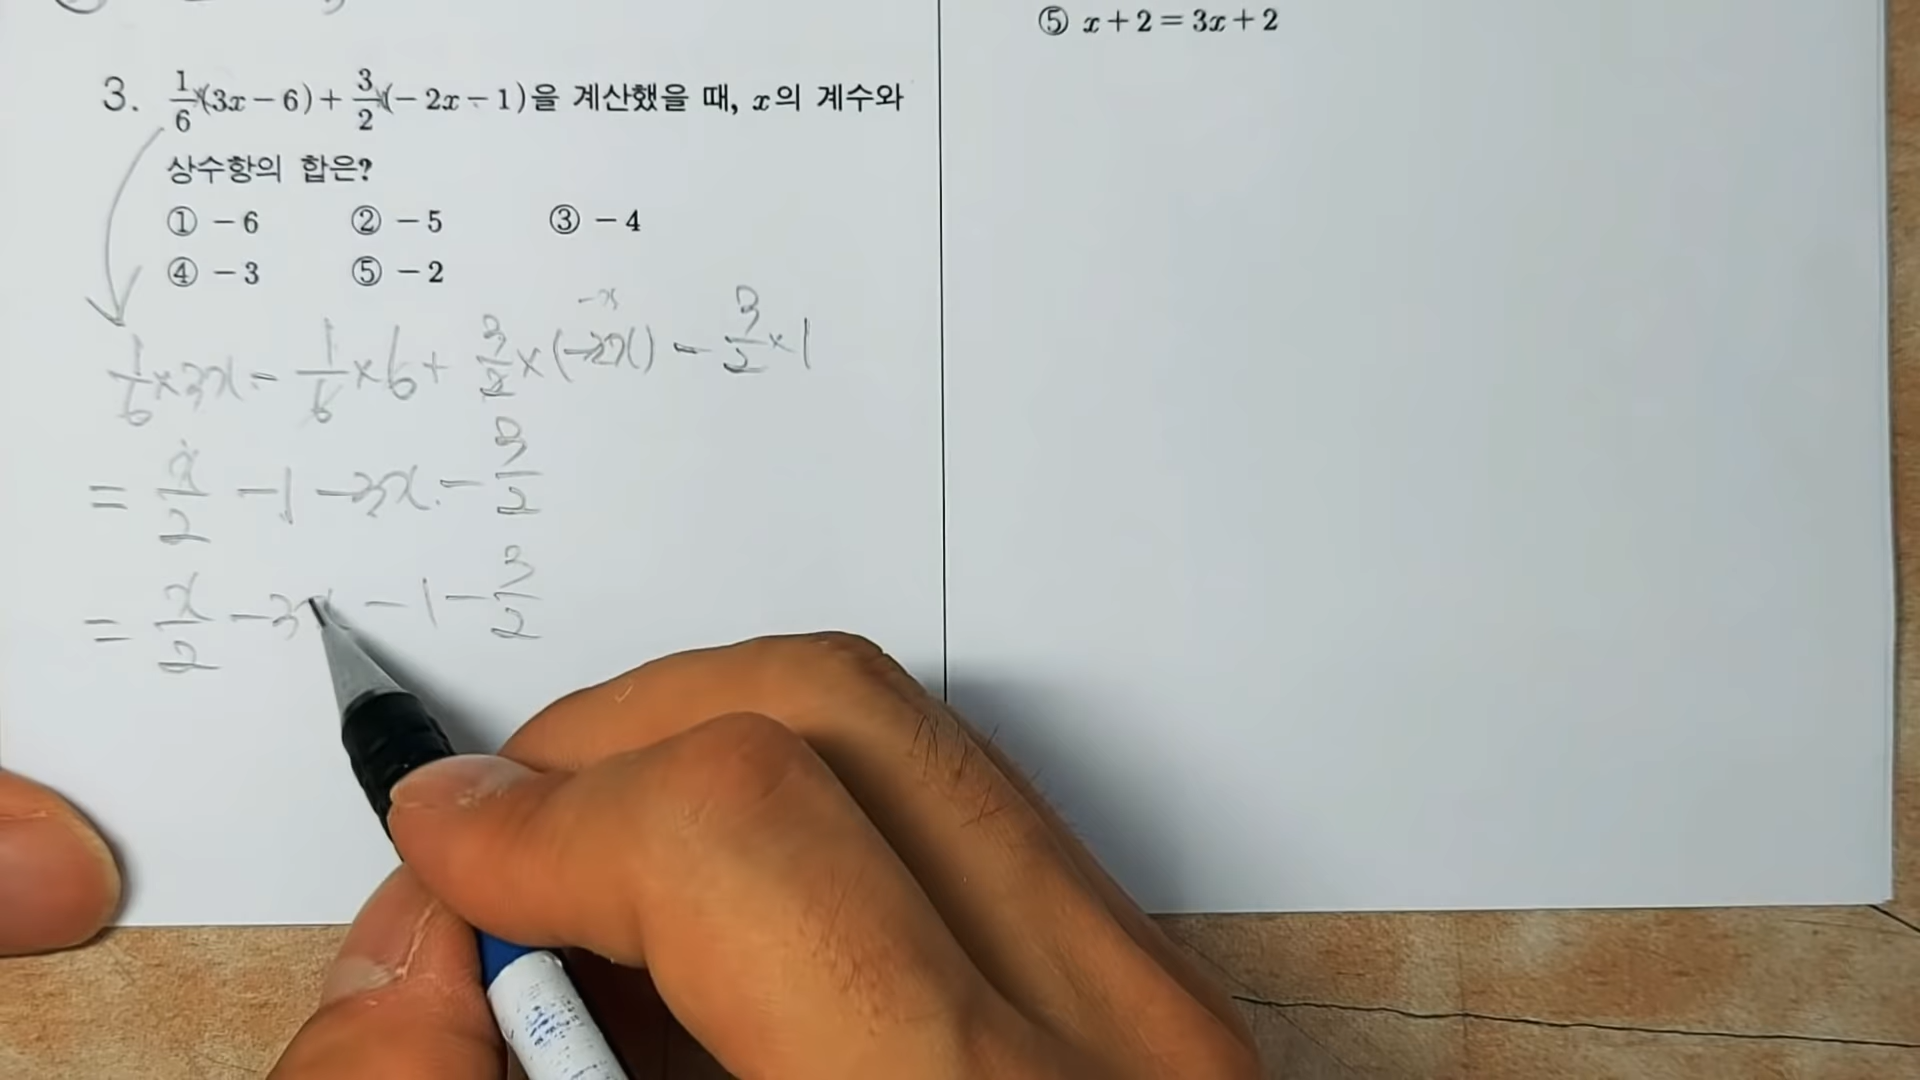 3. 1/6(3x − 6) + 3/2(− 2x − 1)을 계산했을 때, x의 계수와
상수항의 합은?
① − 6 ② − 5 ③ − 4
④ − 3 ⑤ − 2
−x
1/6 × 3x − 1/6 × 6 + 3/2 × (−2x) − 3/2 × 1
= x/2 − 1 − 3x − 3/2
= x/2 − 3x − 1 − 3/2
⑤ x + 2 = 3x + 2